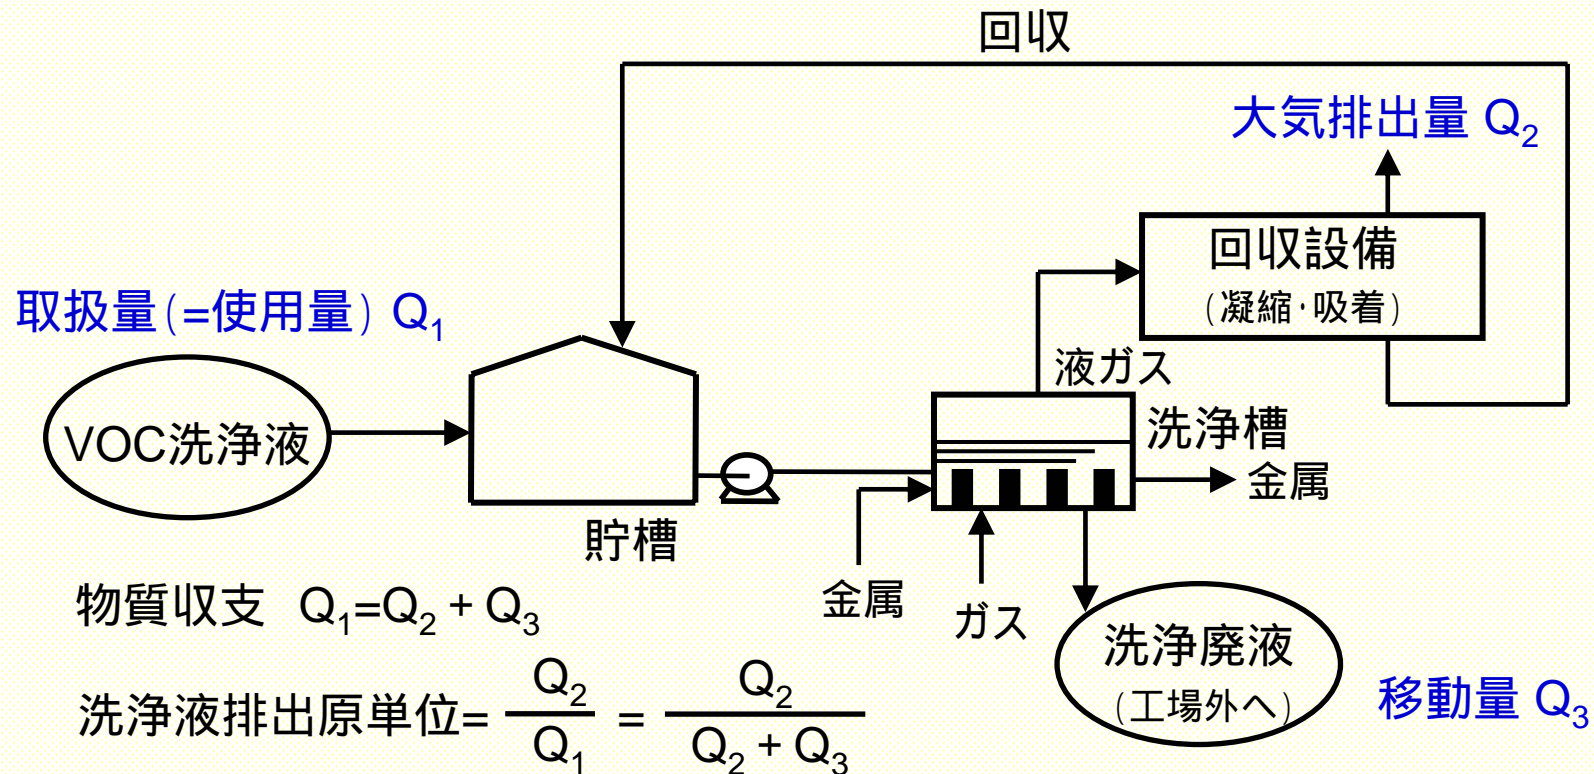 回収
大気排出量 Q₂
回収設備
（凝縮・吸着）
取扱量（=使用量） Q₁
VOC洗浄液
液ガス
洗浄槽
金属
貯槽
金属
ガス
物質収支 Q₁=Q₂ + Q₃
洗浄廃液
（工場外へ）
移動量 Q₃
洗浄液排出原単位= Q₂/Q₁ = Q₂/(Q₂ + Q₃)